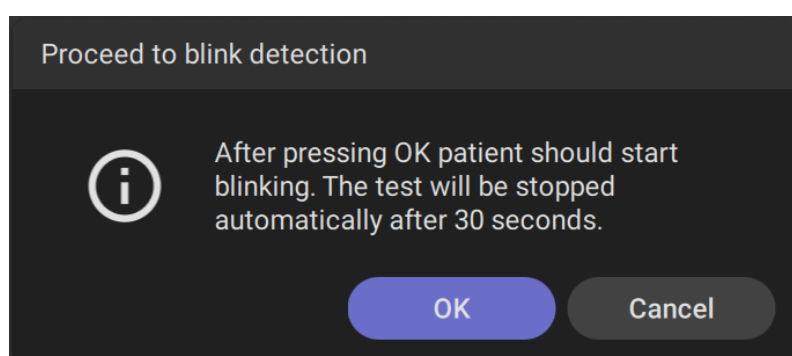 Proceed to blink detection
After pressing OK patient should start
blinking. The test will be stopped
automatically after 30 seconds.
OK
Cancel